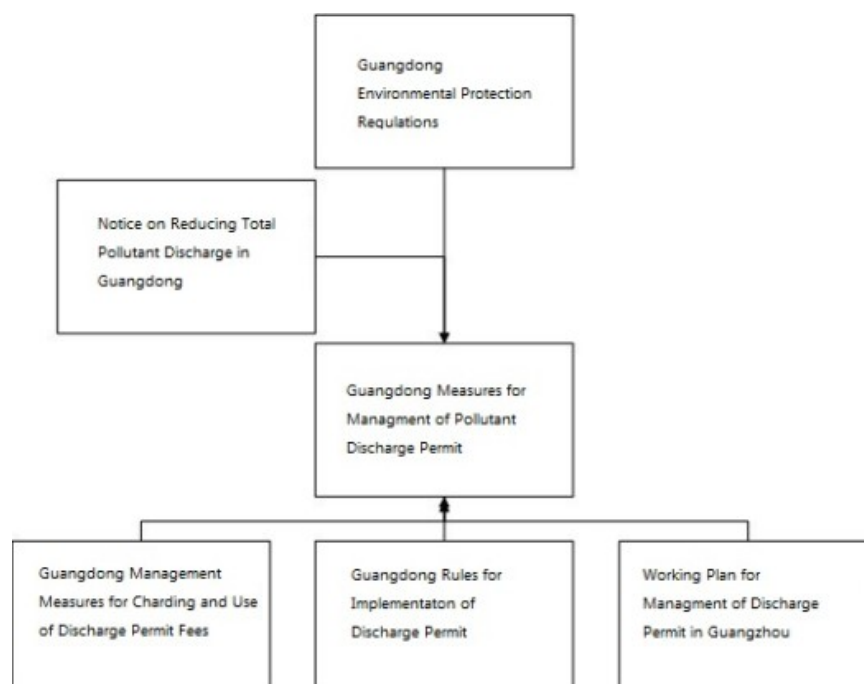 Guangdong
Environmental Protection
Requlations
Notice on Reducing Total
Pollutant Discharge in
Guangdong
Guangdong Measures for
Managment of Pollutant
Discharge Permit
Guangdong Management
Measures for Charding and Use
of Discharge Permit Fees
Guangdong Rules for
Implementaton of
Discharge Permit
Working Plan for
Managment of Discharge
Permit in Guangzhou